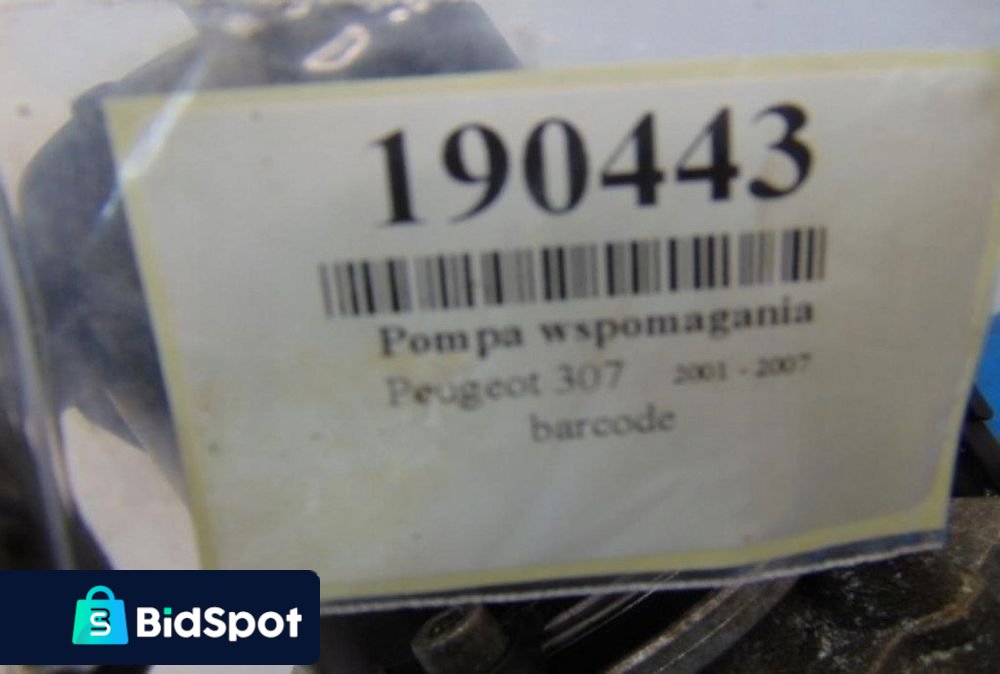 190443
Pompa wspomagania
Peugeot 307 2001 - 2007
barcode
BidSpot